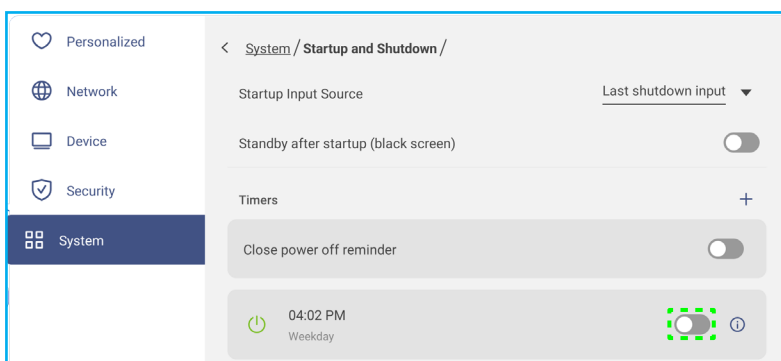 Personalized
Network
Device
Security
System
System / Startup and Shutdown /
Startup Input Source
Last shutdown input
Standby after startup (black screen)
Timers
Close power off reminder
04:02 PM
Weekday